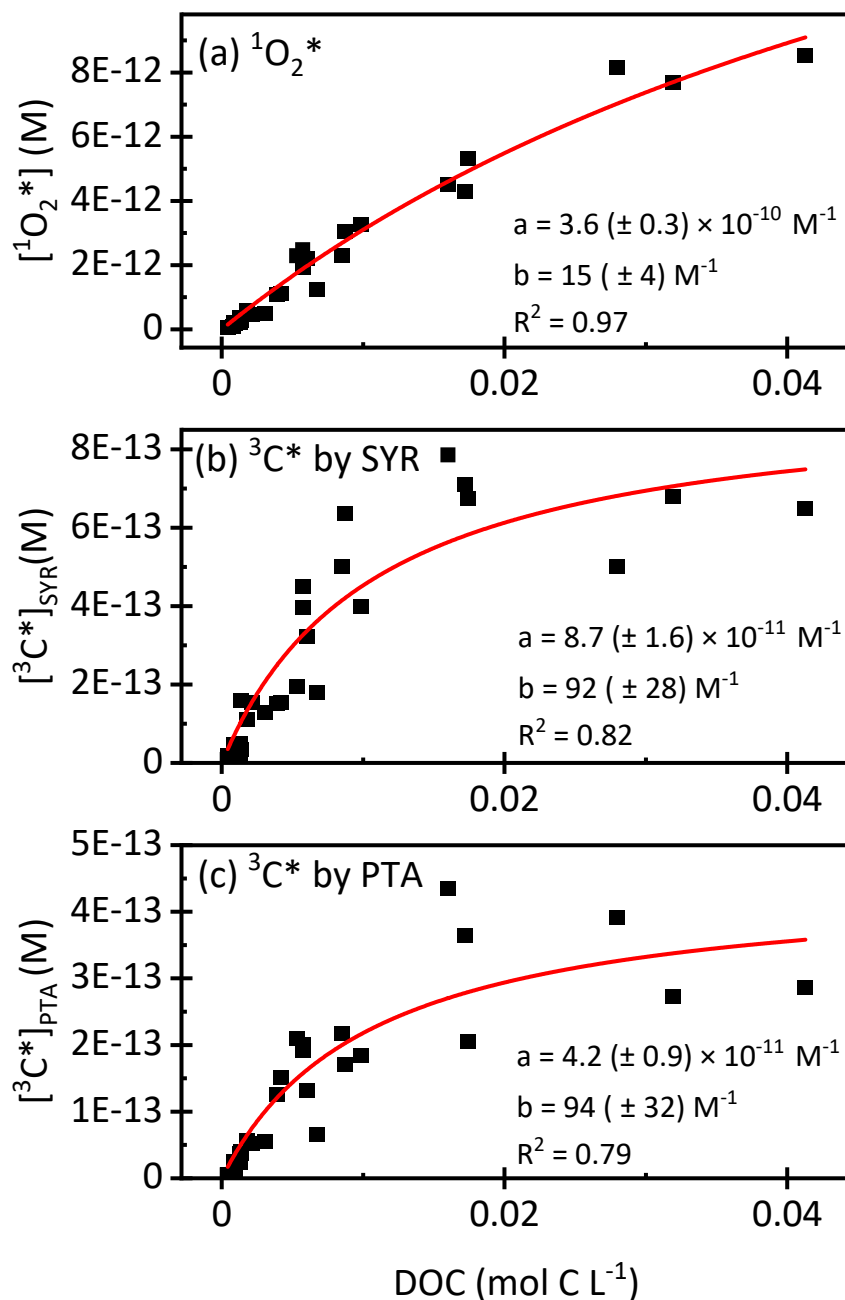 (a) ¹O₂*
[¹O₂*] (M)
8E-12
6E-12
4E-12
2E-12
0
a = 3.6 (± 0.3) × 10⁻¹⁰ M⁻¹
b = 15 ( ± 4) M⁻¹
R² = 0.97
0 0.02 0.04
(b) ³C* by SYR
[³C*]SYR(M)
8E-13
6E-13
4E-13
2E-13
0
a = 8.7 (± 1.6) × 10⁻¹¹ M⁻¹
b = 92 ( ± 28) M⁻¹
R² = 0.82
0 0.02 0.04
(c) ³C* by PTA
[³C*]PTA (M)
5E-13
4E-13
3E-13
2E-13
1E-13
0
a = 4.2 (± 0.9) × 10⁻¹¹ M⁻¹
b = 94 ( ± 32) M⁻¹
R² = 0.79
0 0.02 0.04
DOC (mol C L⁻¹)